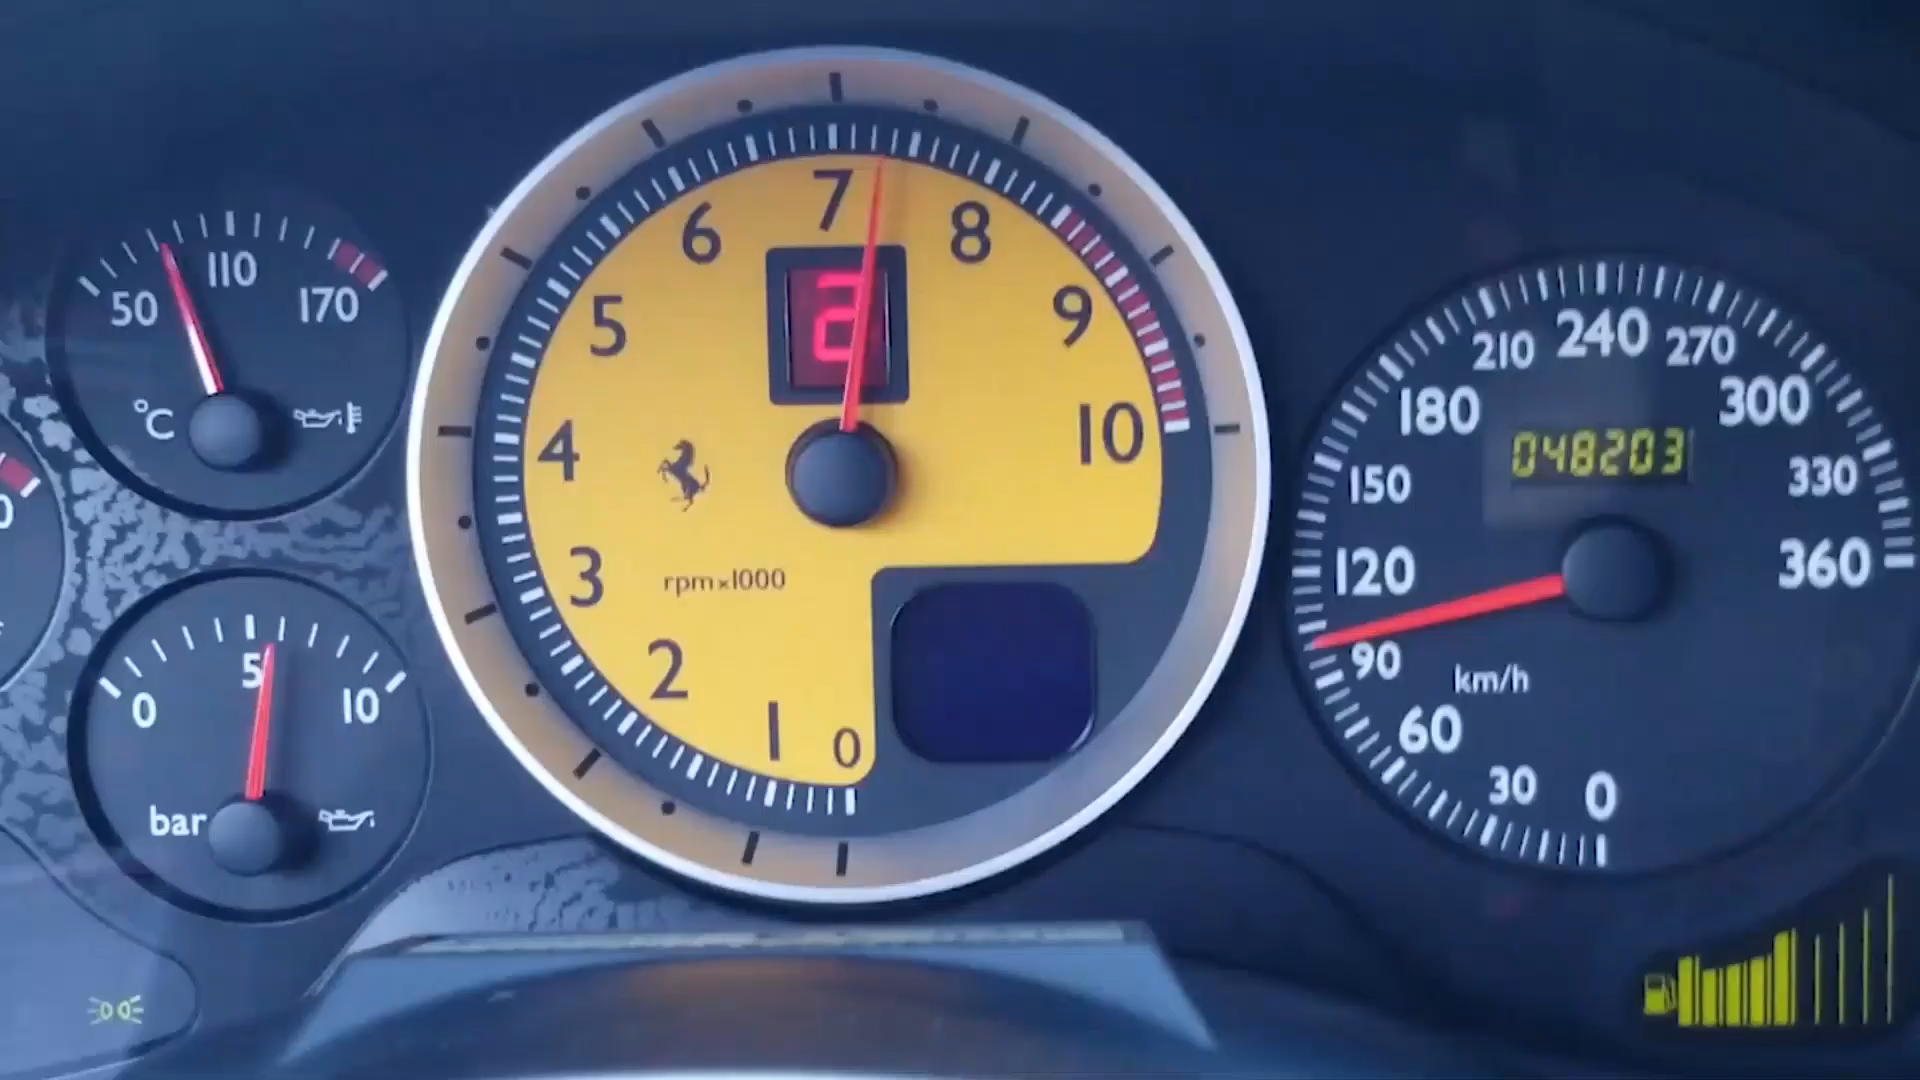 50 110 170
°C
0 5 10
bar
0 1 2 3 4 5 6 7 8 9 10
2
rpm×1000
0 30 60 90 120 150 180 210 240 270 300 330 360
048203
km/h